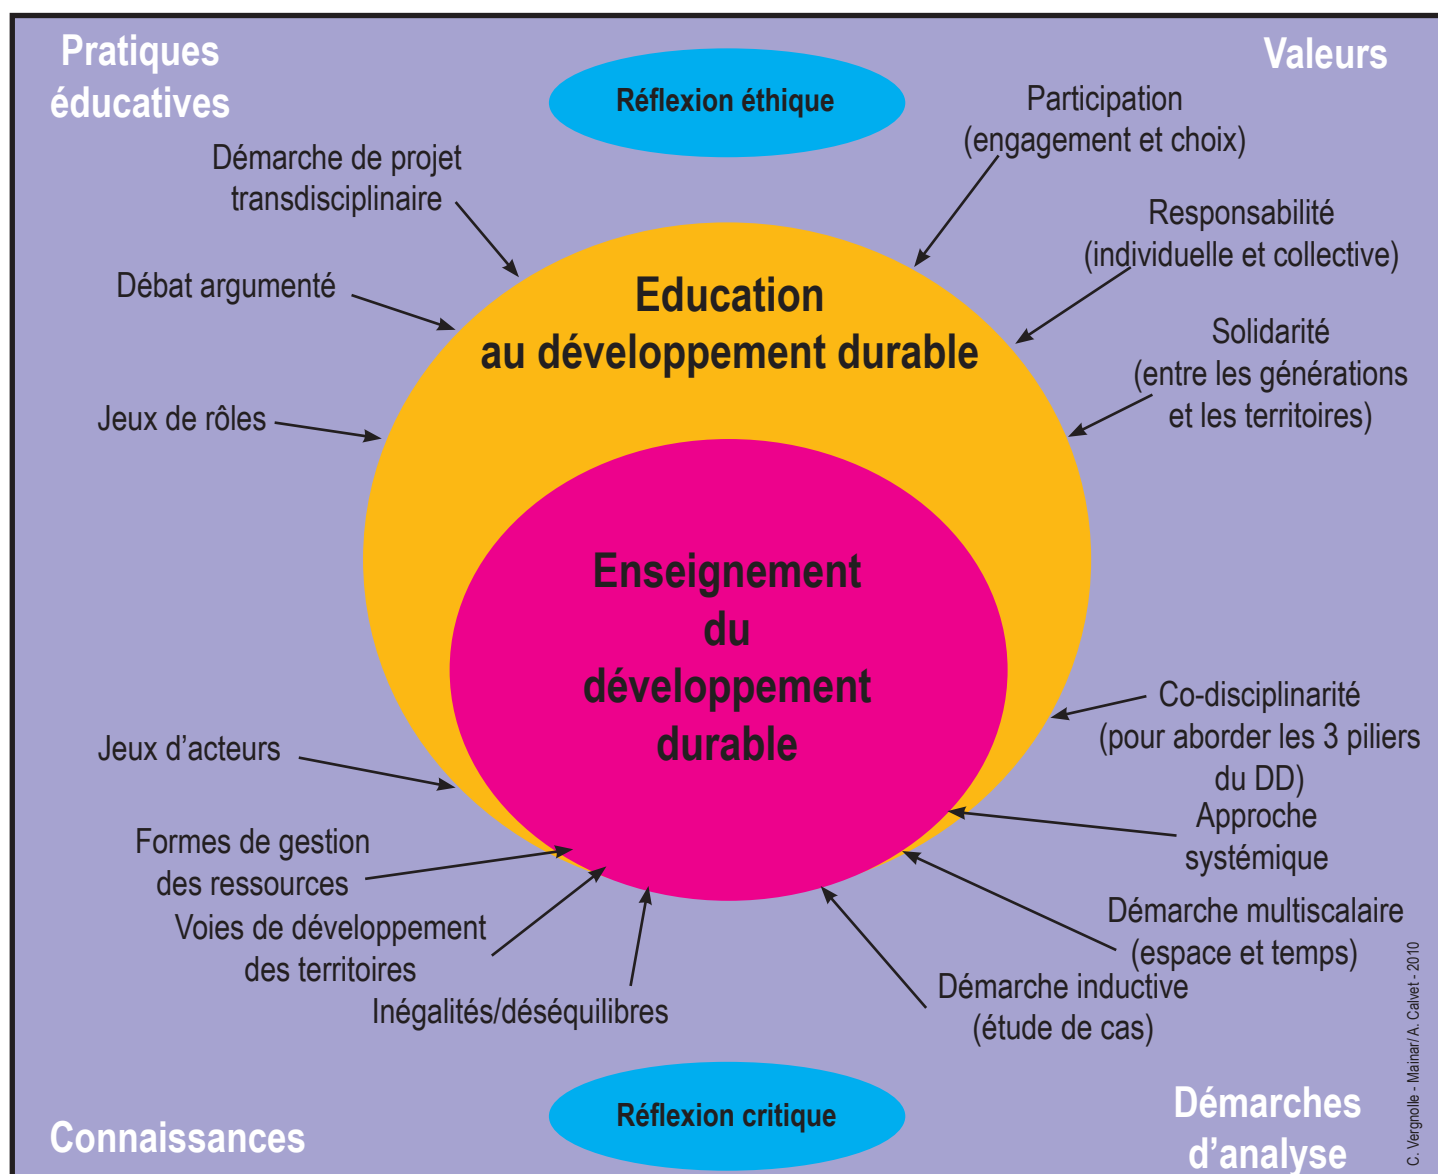 Pratiques
éducatives
Valeurs
Réflexion éthique
Participation
(engagement et choix)
Démarche de projet
transdisciplinaire
Responsabilité
(individuelle et collective)
Débat argumenté
Education
au développement durable
Solidarité
(entre les générations
et les territoires)
Jeux de rôles
Enseignement
du
développement
durable
Jeux d'acteurs
Co-disciplinarité
(pour aborder les 3 piliers
du DD)
Approche
systémique
Formes de gestion
des ressources
Voies de développement
des territoires
Inégalités/déséquilibres
Démarche multiscalaire
(espace et temps)
Démarche inductive
(étude de cas)
Réflexion critique
Connaissances
Démarches
d'analyse
C. Vergnolle - Mainar/ A. Calvet - 2010